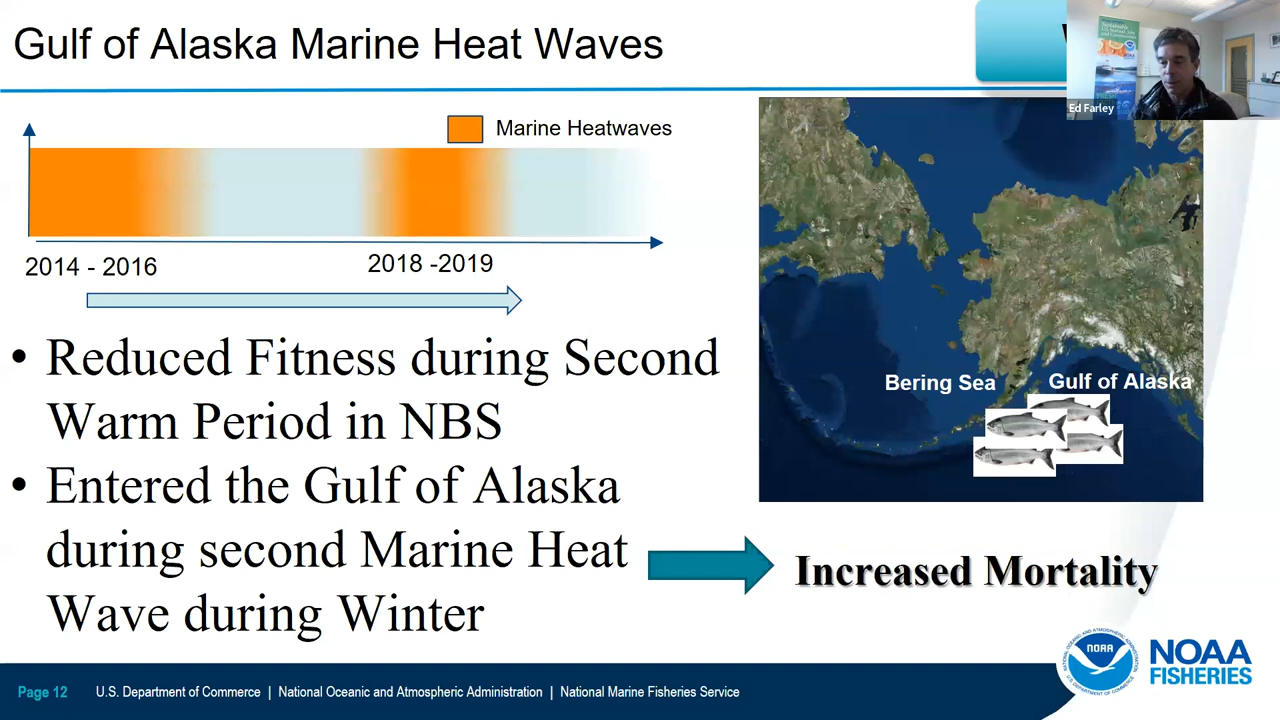 Gulf of Alaska Marine Heat Waves
Ed Farley
Marine Heatwaves
2014 - 2016
2018 -2019
• Reduced Fitness during Second
Warm Period in NBS
• Entered the Gulf of Alaska
during second Marine Heat
Wave during Winter
Bering Sea
Gulf of Alaska
Increased Mortality
NOAA
NOAA
FISHERIES
Page 12
U.S. Department of Commerce | National Oceanic and Atmospheric Administration | National Marine Fisheries Service